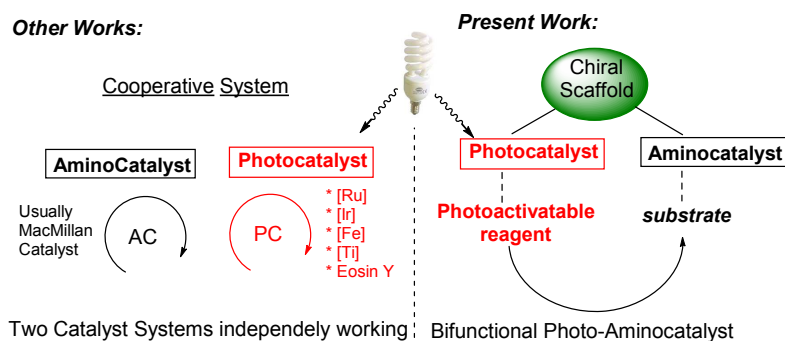 Other Works:
Cooperative System
AminoCatalyst
Photocatalyst
Usually
MacMillan
Catalyst
AC
PC
* [Ru]
* [Ir]
* [Fe]
* [Ti]
* Eosin Y
Two Catalyst Systems independely working
Present Work:
Chiral
Scaffold
Photocatalyst
Aminocatalyst
Photoactivatable
reagent
substrate
Bifunctional Photo-Aminocatalyst